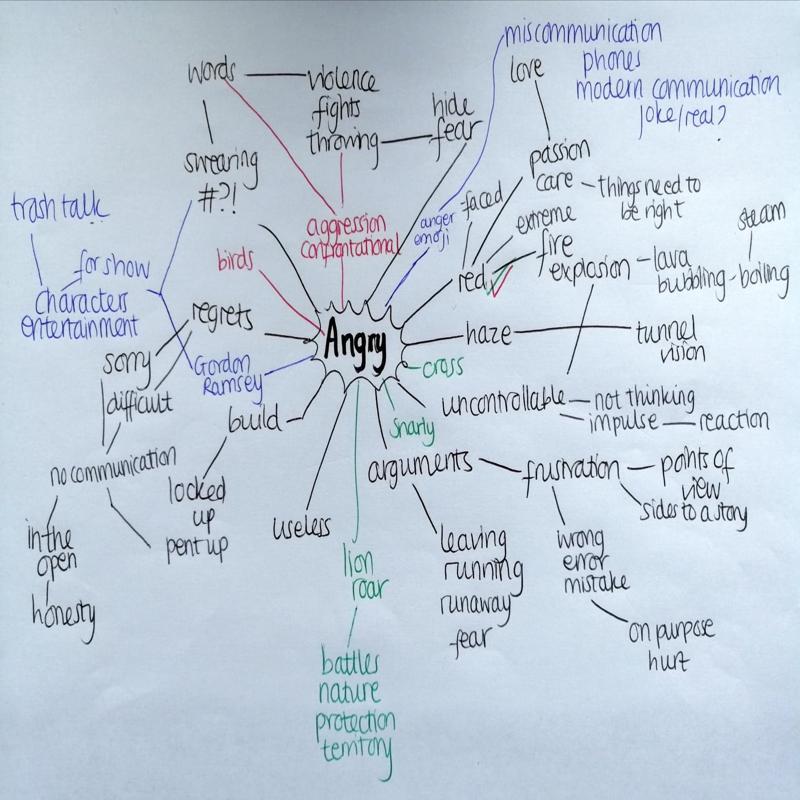 miscommunication
phones
modern communication
joke/real?
love
words
violence
fights
throwing
hide
fear
swearing
#?!
passion
care
things need to
be right
trash talk
for show
characters
entertainment
birds
aggression
confrontational
anger
emoji
faced
extreme
fire
explosion
red
lava
bubbling
boiling
steam
regrets
sorry
difficult
Gordon
Ramsey
Angry
haze
tunnel
vision
cross
snarly
uncontrollable
not thinking
impulse
reaction
build
locked
up
pent up
no communication
in the
open
honesty
useless
arguments
frustration
points of
view
sides to a story
leaving
running
runaway
fear
wrong
error
mistake
on purpose
hurt
lion
roar
battles
nature
protection
territory